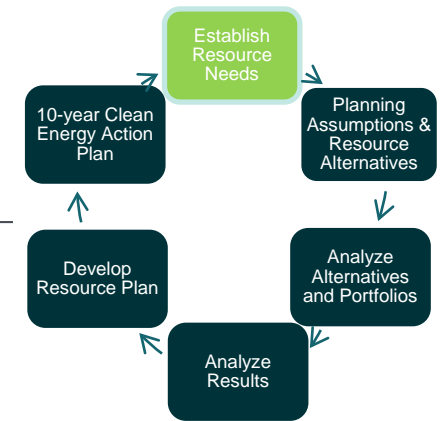 Establish
Resource
Needs
Planning
Assumptions &
Resource
Alternatives
Analyze
Alternatives
and Portfolios
Analyze
Results
Develop
Resource Plan
10-year Clean
Energy Action
Plan